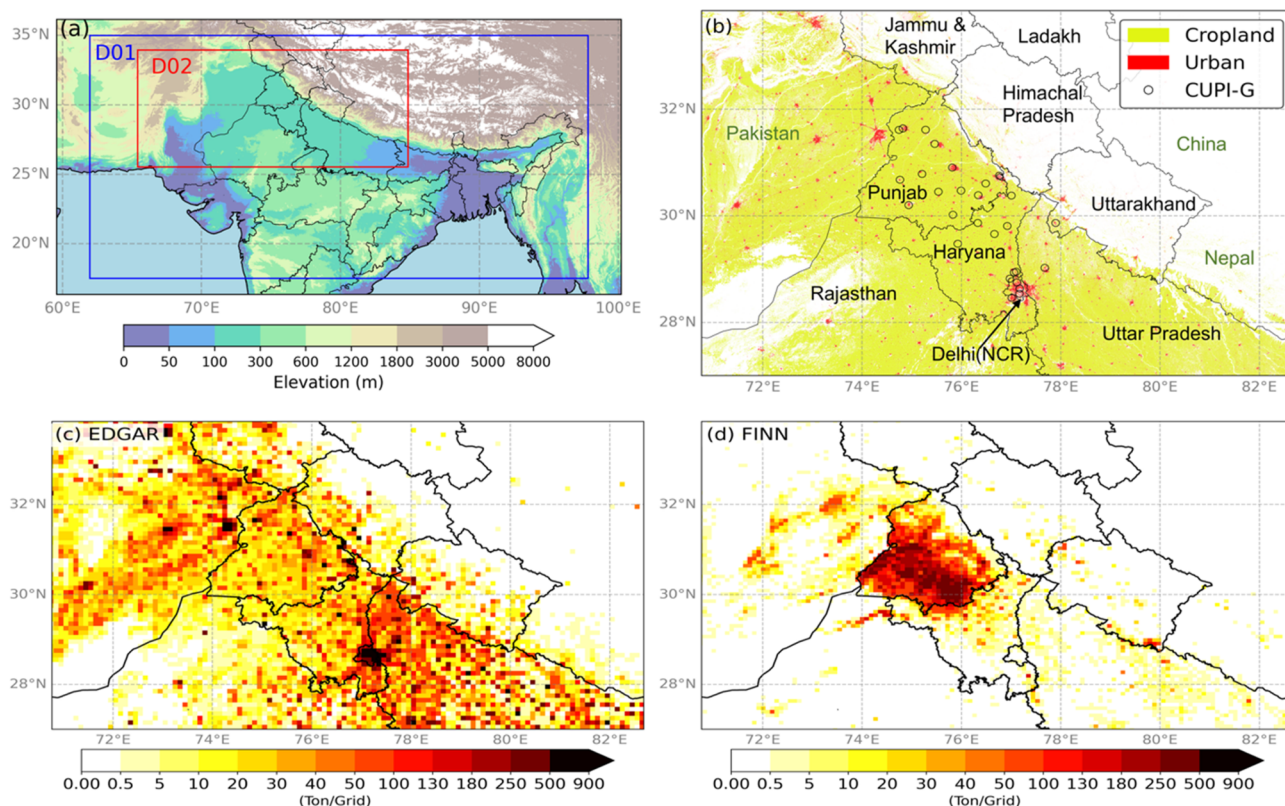 (a)
D01
D02
35°N
30°N
25°N
20°N
60°E 70°E 80°E 90°E 100°E
0 50 100 300 600 1200 1800 3000 5000 8000
Elevation (m)
(b)
Jammu &
Kashmir
Ladakh
Himachal
Pradesh
Cropland
Urban
CUPI-G
Pakistan
China
Punjab
Uttarakhand
Haryana
Nepal
Rajasthan
Uttar Pradesh
Delhi(NCR)
32°N
30°N
28°N
72°E 74°E 76°E 78°E 80°E 82°E
(c) EDGAR
32°N
30°N
28°N
72°E 74°E 76°E 78°E 80°E 82°E
0.00 0.5 5 10 20 30 40 50 100 130 180 250 500 900
(Ton/Grid)
(d) FINN
32°N
30°N
28°N
72°E 74°E 76°E 78°E 80°E 82°E
0.00 0.5 5 10 20 30 40 50 100 130 180 250 500 900
(Ton/Grid)